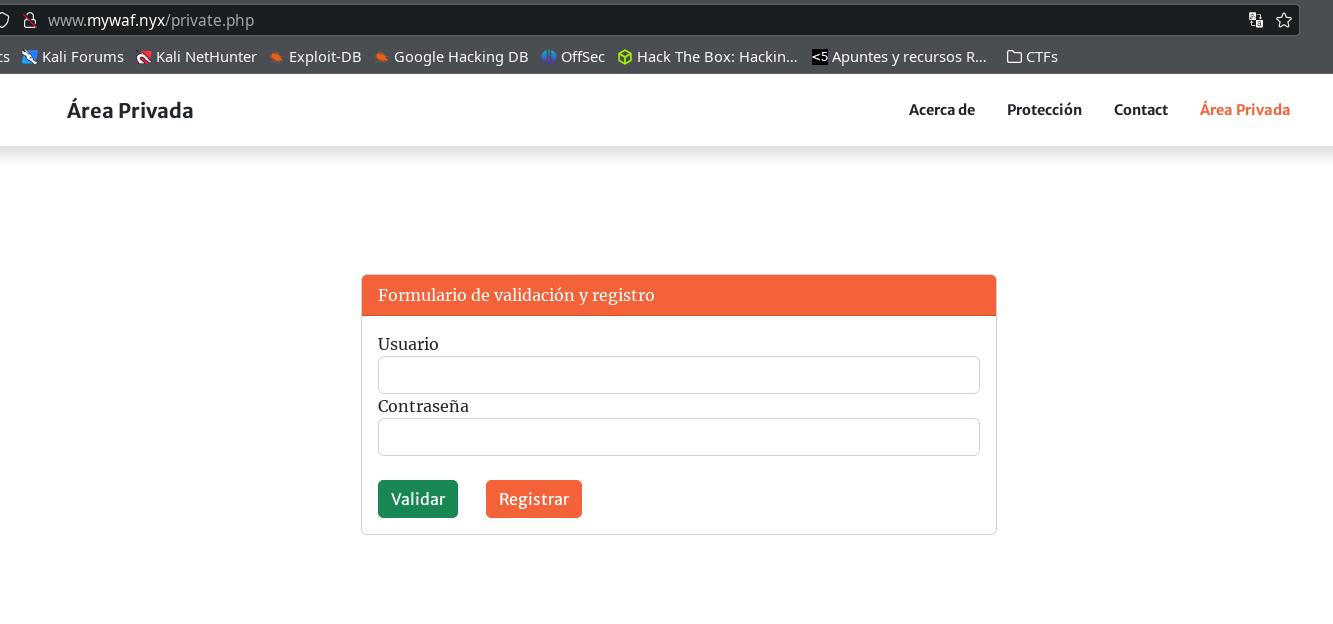 www.mywaf.nyx/private.php
cs Kali Forums Kali NetHunter Exploit-DB Google Hacking DB OffSec Hack The Box: Hackin... <5 Apuntes y recursos R... CTFs
Área Privada Acerca de Protección Contact Área Privada
Formulario de validación y registro
Usuario
Contraseña
Validar Registrar